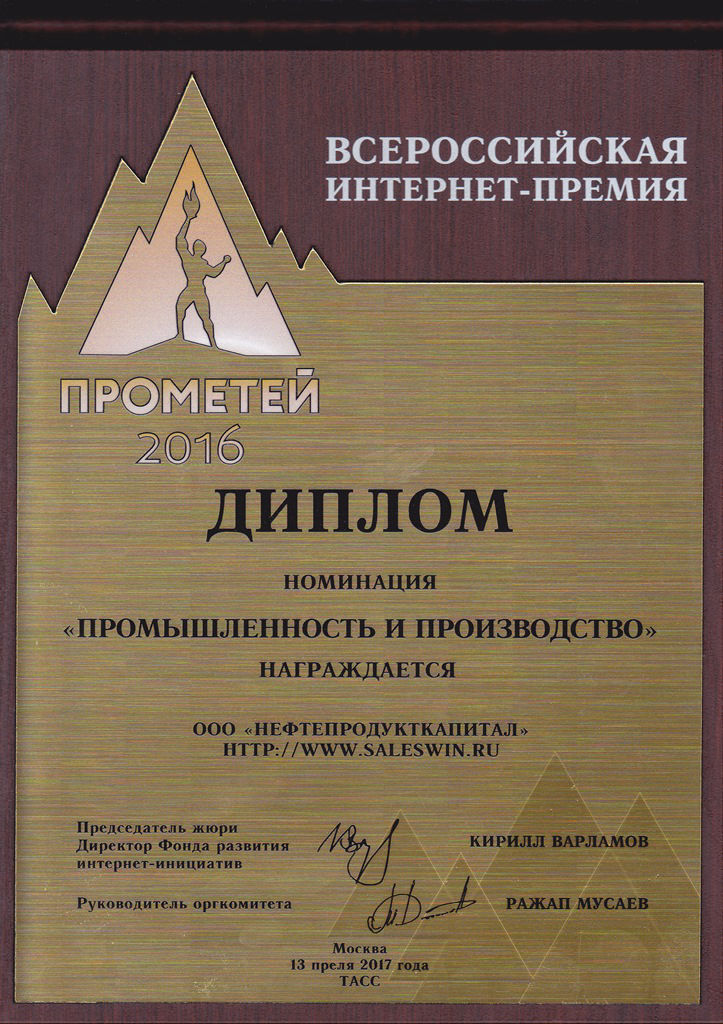 ВСЕРОССИЙСКАЯ
ИНТЕРНЕТ-ПРЕМИЯ
ПРОМЕТЕЙ
2016
ДИПЛОМ
НОМИНАЦИЯ
«ПРОМЫШЛЕННОСТЬ И ПРОИЗВОДСТВО»
НАГРАЖДАЕТСЯ
ООО «НЕФТЕПРОДУКТКАПИТАЛ»
HTTP://WWW.SALESWIN.RU
Председатель жюри
Директор Фонда развития
интернет-инициатив
КИРИЛЛ ВАРЛАМОВ
Руководитель оргкомитета
РАЖАП МУСАЕВ
Москва
13 преля 2017 года
ТАСС